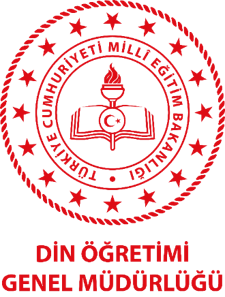 TÜRKİYE CUMHURİYETİ MİLLÎ EĞİTİM BAKANLIĞI
DİN ÖĞRETİMİ
GENEL MÜDÜRLÜĞÜ